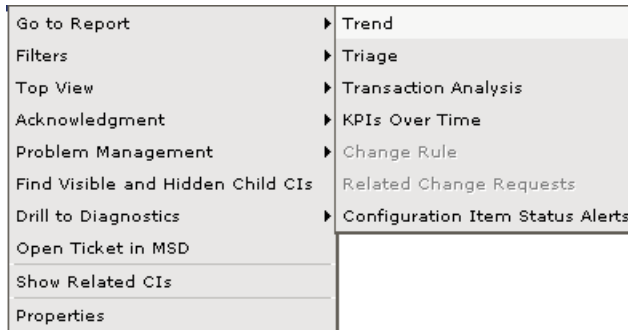 Go to Report
Filters
Top View
Acknowledgment
Problem Management
Find Visible and Hidden Child CIs
Drill to Diagnostics
Open Ticket in MSD
Show Related CIs
Properties
Trend
Triage
Transaction Analysis
KPIs Over Time
Change Rule
Related Change Requests
Configuration Item Status Alerts